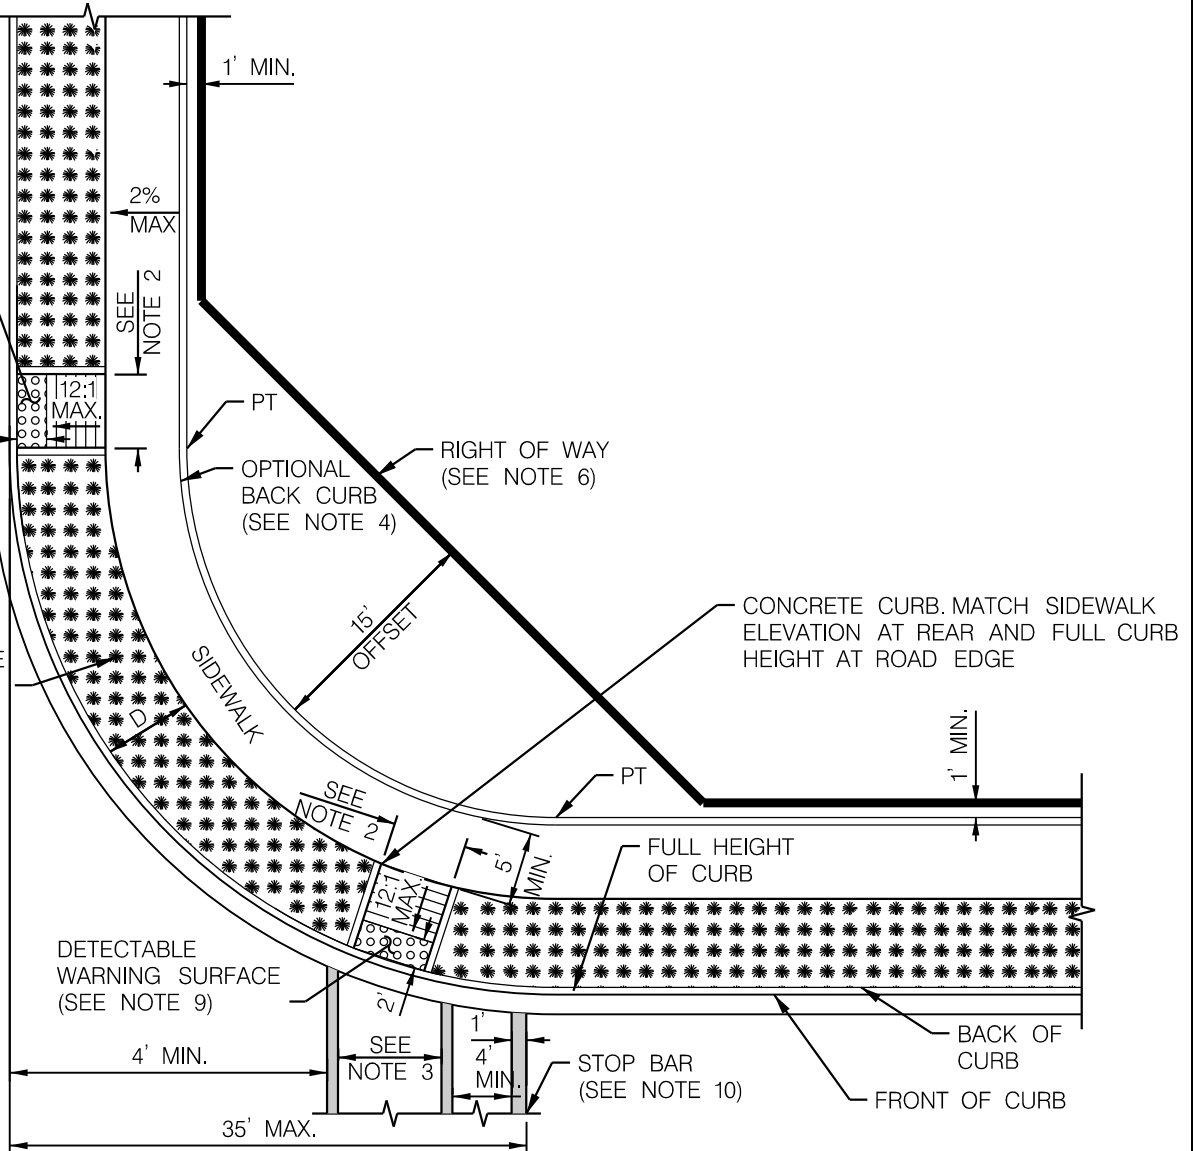 1' MIN.
2%
MAX
SEE
NOTE 2
12:1
MAX.
PT
OPTIONAL
BACK CURB
(SEE NOTE 4)
RIGHT OF WAY
(SEE NOTE 6)
15'
OFFSET
CONCRETE CURB. MATCH SIDEWALK
ELEVATION AT REAR AND FULL CURB
HEIGHT AT ROAD EDGE
E
SIDEWALK
D
1' MIN.
PT
SEE
NOTE 2
5'
MIN.
FULL HEIGHT
OF CURB
12:1
MAX.
DETECTABLE
WARNING SURFACE
(SEE NOTE 9)
2'
4' MIN.
SEE
NOTE 3
1'
4'
MIN.
STOP BAR
(SEE NOTE 10)
BACK OF
CURB
FRONT OF CURB
35' MAX.